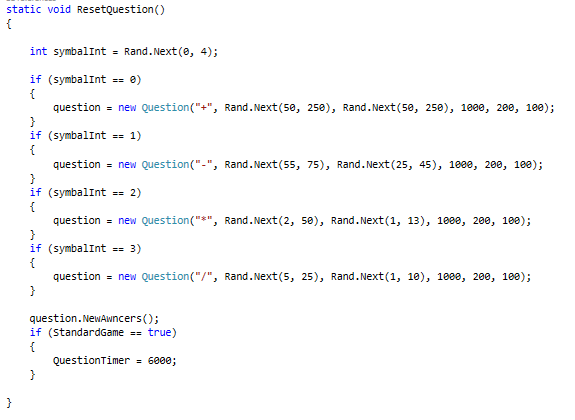 static void ResetQuestion()
{
int symbalInt = Rand.Next(0, 4);
if (symbalInt == 0)
{
question = new Question("+", Rand.Next(50, 250), Rand.Next(50, 250), 1000, 200, 100);
}
if (symbalInt == 1)
{
question = new Question("-", Rand.Next(55, 75), Rand.Next(25, 45), 1000, 200, 100);
}
if (symbalInt == 2)
{
question = new Question("*", Rand.Next(2, 50), Rand.Next(1, 13), 1000, 200, 100);
}
if (symbalInt == 3)
{
question = new Question("/", Rand.Next(5, 25), Rand.Next(1, 10), 1000, 200, 100);
}
question.NewAwncers();
if (StandardGame == true)
{
QuestionTimer = 6000;
}
}